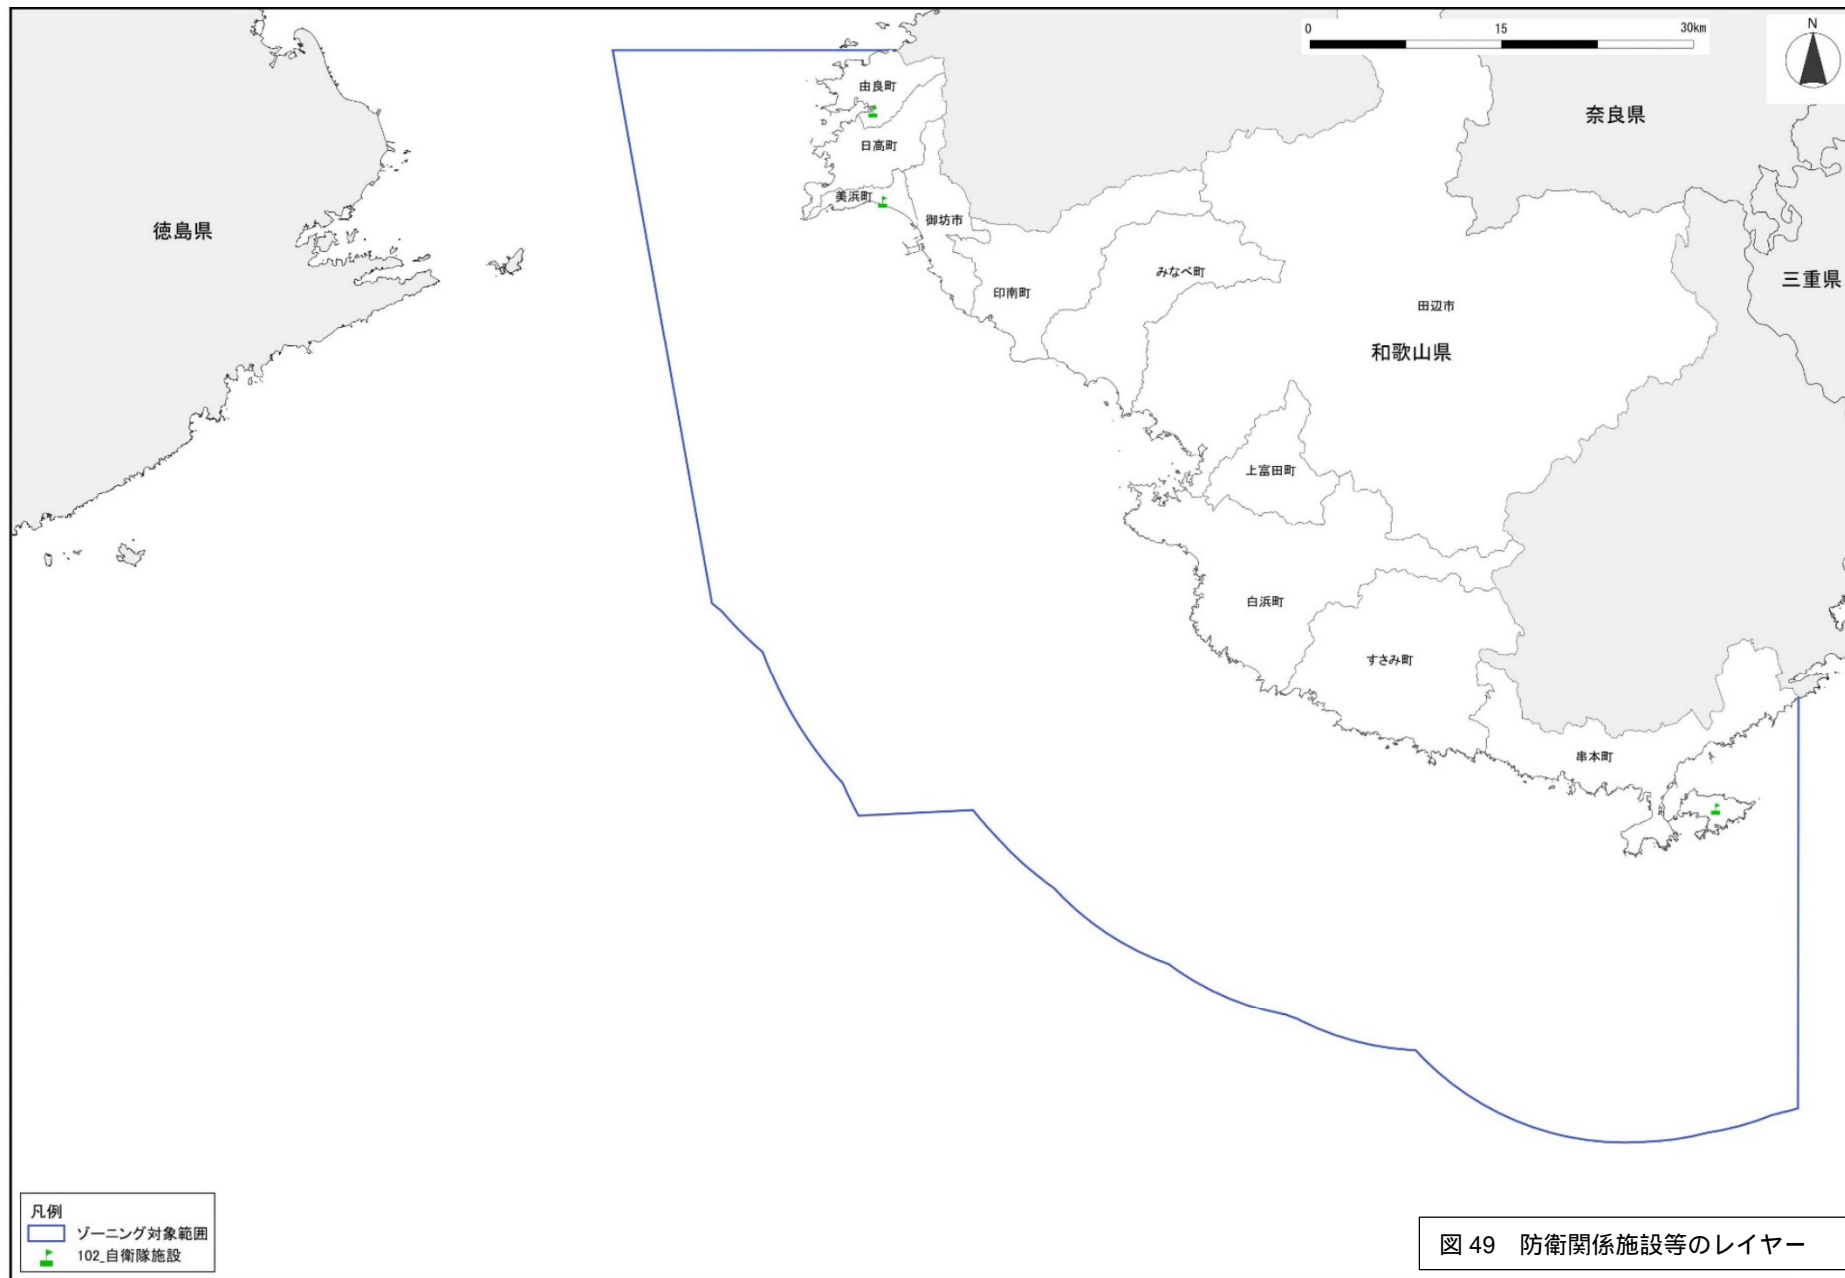 0 15 30km
N
由良町
奈良県
日高町
美浜町
御坊市
徳島県
みなべ町
三重県
印南町
田辺市
和歌山県
上富田町
白浜町
すさみ町
串本町
凡例
ゾーニング対象範囲
102_自衛隊施設
図 49 防衛関係施設等のレイヤー